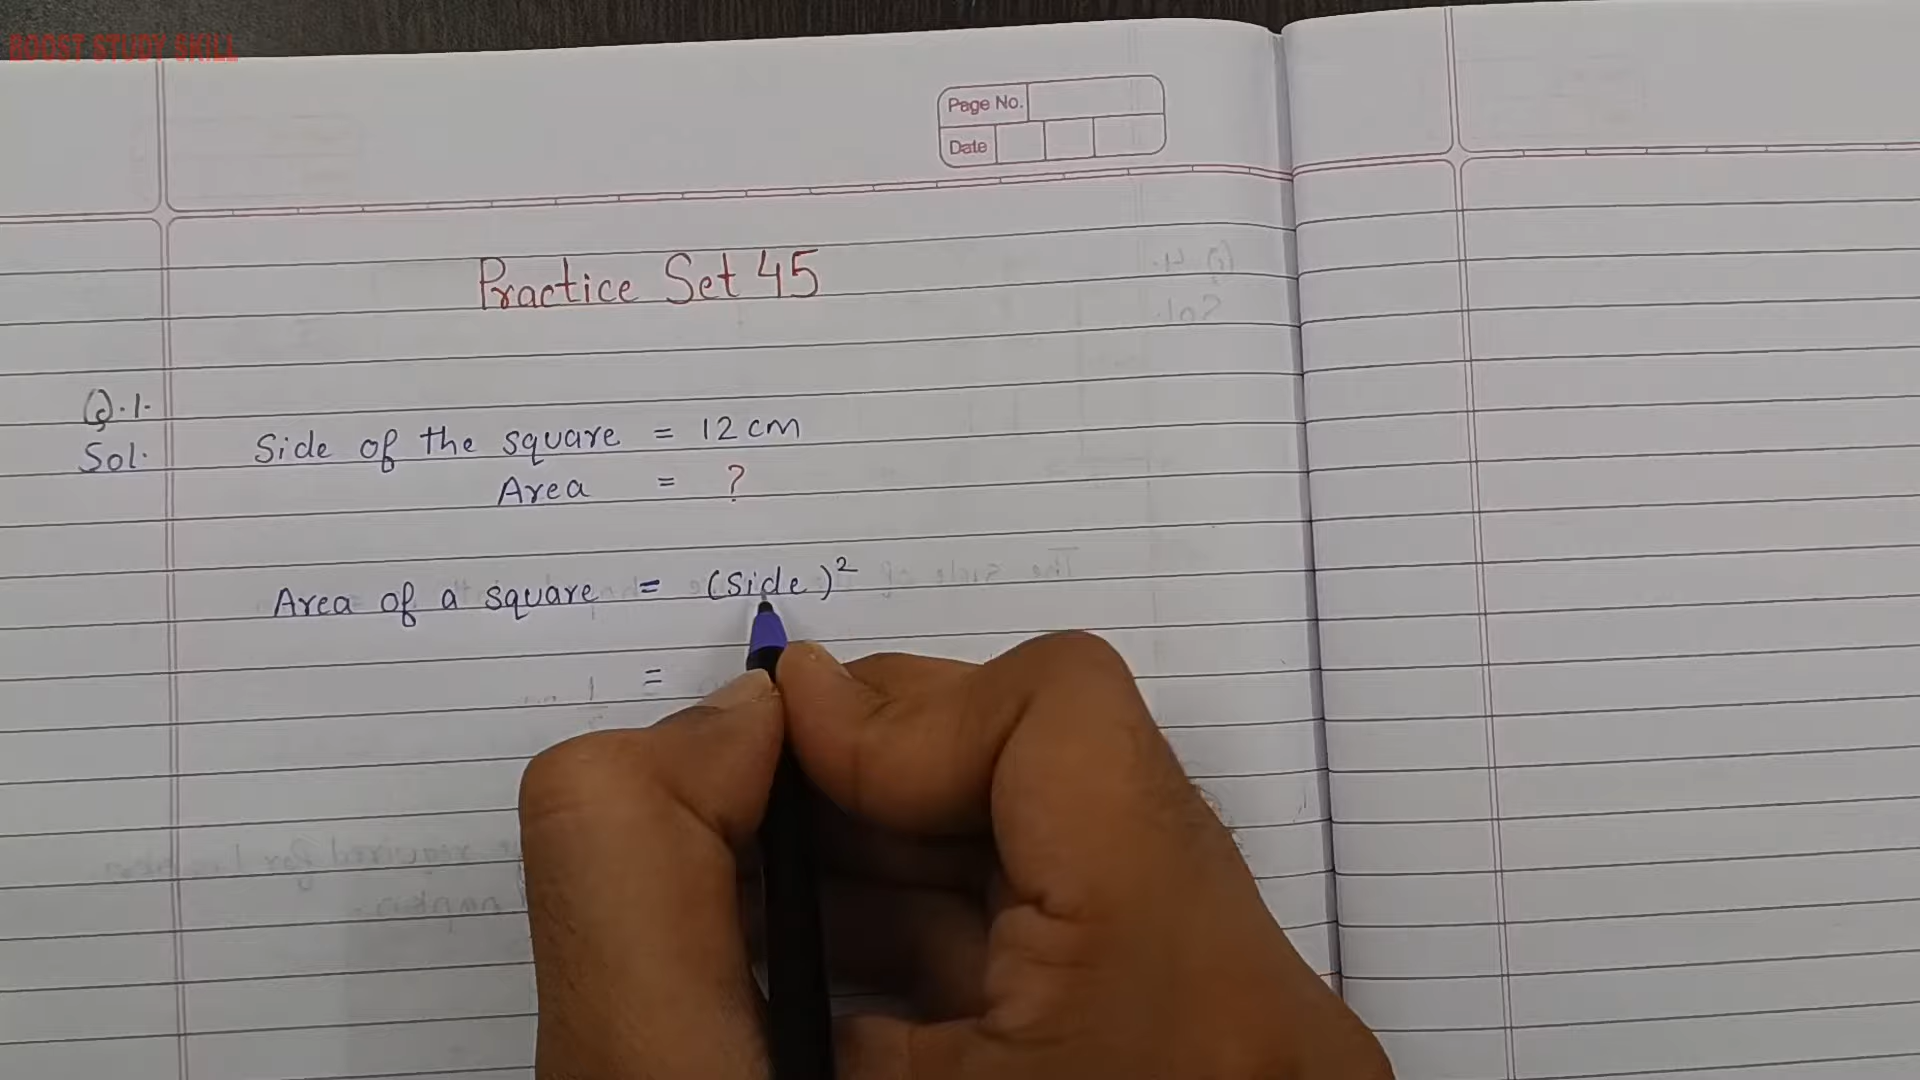 BOOST STUDY SKILL
Page No.
Date
Practice Set 45
Q.1.
Sol. Side of the square = 12 cm
Area = ?
Area of a square = (Side)²
=